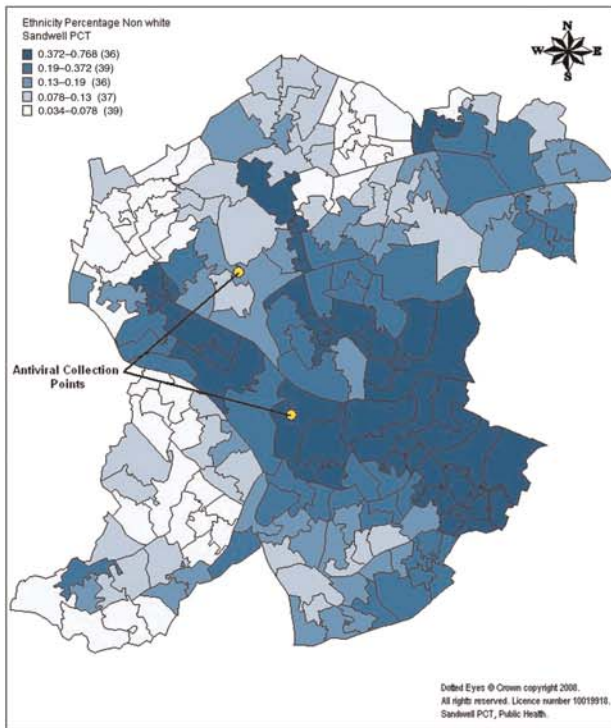 Ethnicity Percentage Non white
Sandwell PCT
0.372–0.768 (36)
0.19–0.372 (39)
0.13–0.19 (36)
0.078–0.13 (37)
0.034–0.078 (39)
N
W E
S
Antiviral Collection
Points
Dotted Eyes © Crown copyright 2008.
All rights reserved. Licence number 10019918.
Sandwell PCT, Public Health.